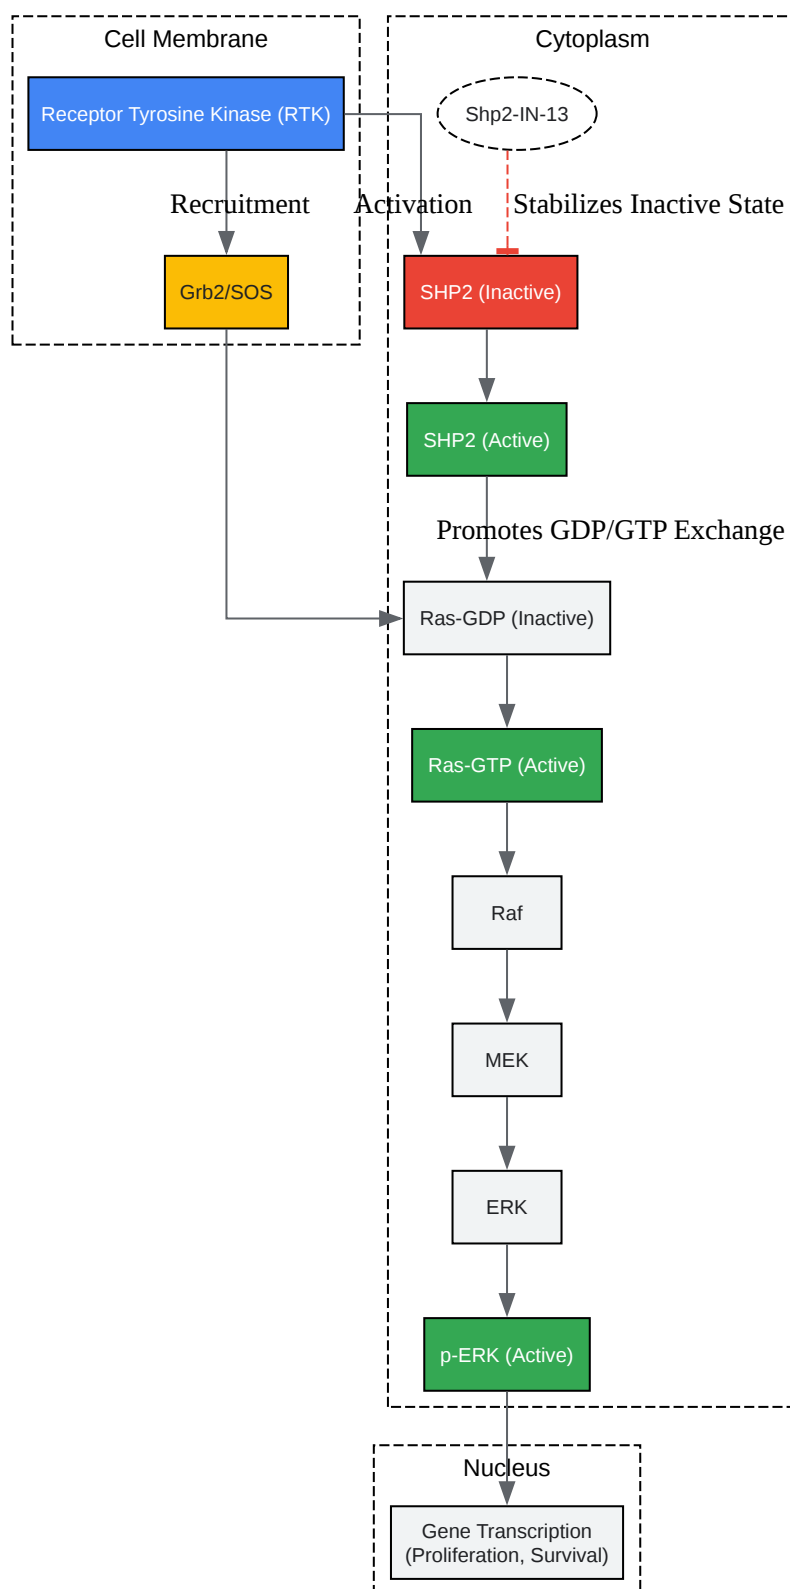 Cell Membrane
Cytoplasm
Receptor Tyrosine Kinase (RTK)
Shp2-IN-13
Recruitment
Activation
Stabilizes Inactive State
Grb2/SOS
SHP2 (Inactive)
SHP2 (Active)
Promotes GDP/GTP Exchange
Ras-GDP (Inactive)
Ras-GTP (Active)
Raf
MEK
ERK
p-ERK (Active)
Nucleus
Gene Transcription
(Proliferation, Survival)